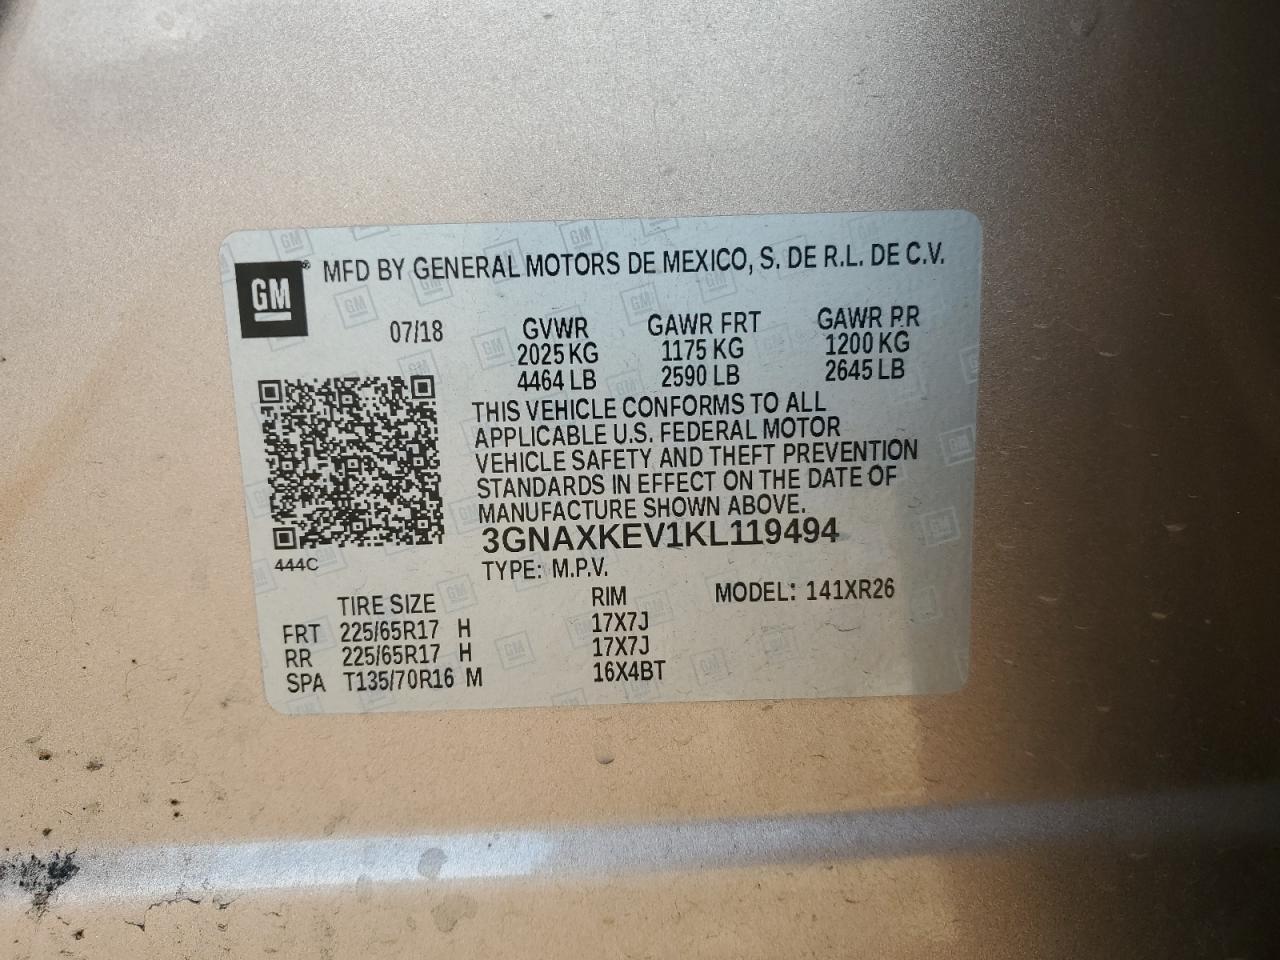 GM
MFD BY GENERAL MOTORS DE MEXICO, S. DE R.L. DE C.V.
07/18 GVWR GAWR FRT GAWR RR
2025 KG 1175 KG 1200 KG
4464 LB 2590 LB 2645 LB
THIS VEHICLE CONFORMS TO ALL
APPLICABLE U.S. FEDERAL MOTOR
VEHICLE SAFETY AND THEFT PREVENTION
STANDARDS IN EFFECT ON THE DATE OF
MANUFACTURE SHOWN ABOVE.
3GNAXKEV1KL119494
444C
TYPE: M.P.V.
TIRE SIZE RIM MODEL: 141XR26
FRT 225/65R17 H 17X7J
RR 225/65R17 H 17X7J
SPA T135/70R16 M 16X4BT